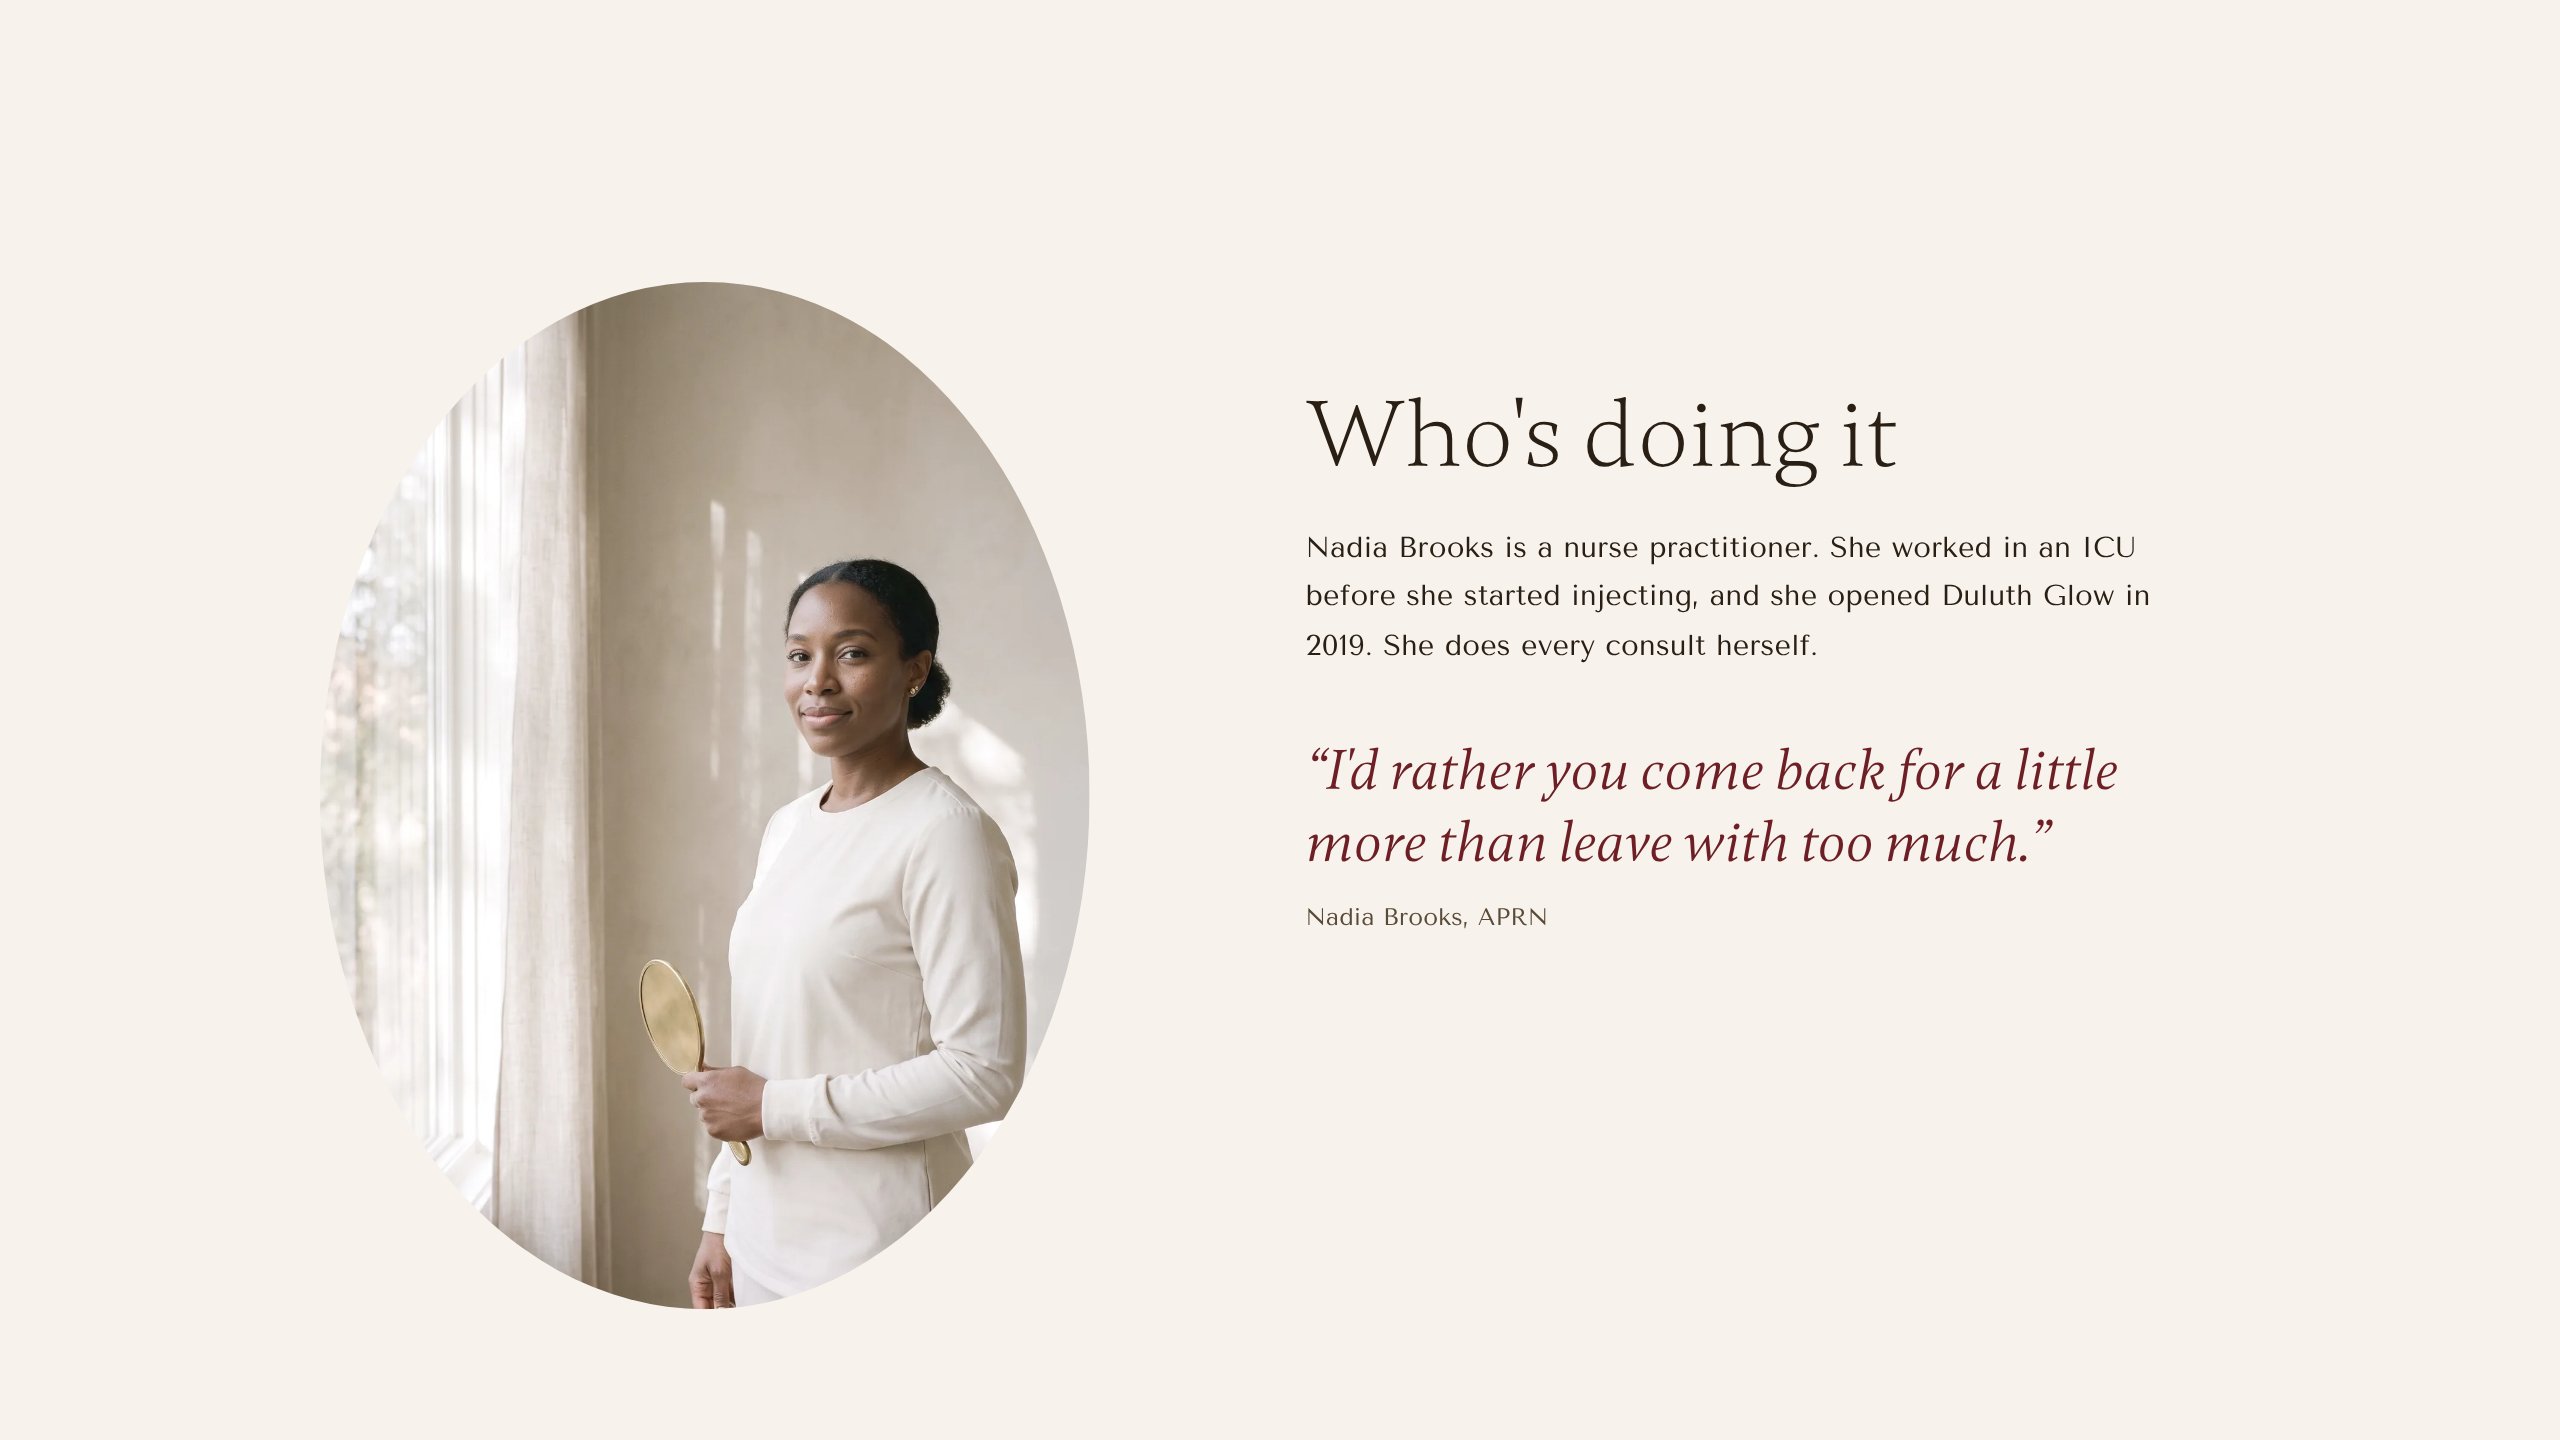 Who's doing it
Nadia Brooks is a nurse practitioner. She worked in an ICU
before she started injecting, and she opened Duluth Glow in
2019. She does every consult herself.
“I'd rather you come back for a little
more than leave with too much.”
Nadia Brooks, APRN